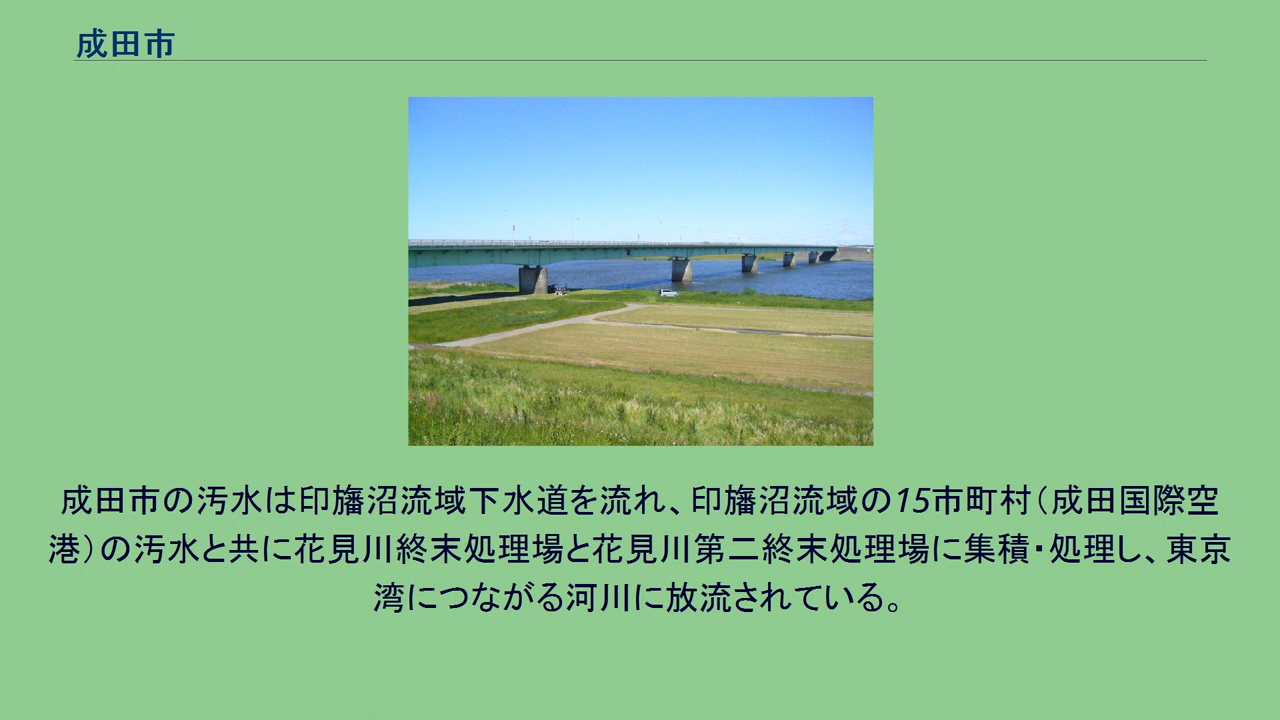 成田市
成田市の汚水は印旛沼流域下水道を流れ、印旛沼流域の15市町村（成田国際空
港）の汚水と共に花見川終末処理場と花見川第二終末処理場に集積・処理し、東京
湾につながる河川に放流されている。